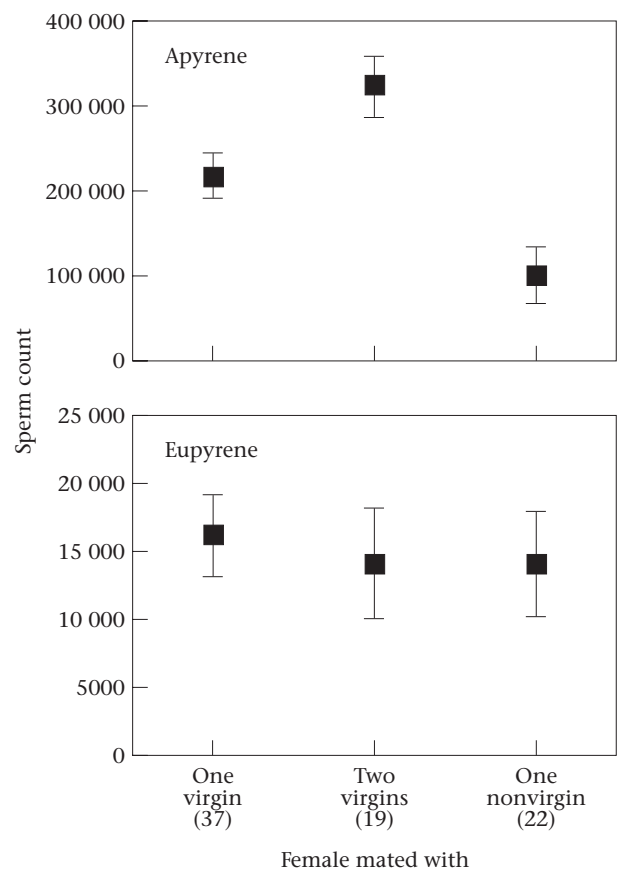 400 000
Apyrene
300 000
200 000
100 000
0
Sperm count
25 000
Eupyrene
20 000
15 000
10 000
5000
0
One virgin (37)
Two virgins (19)
One nonvirgin (22)
Female mated with